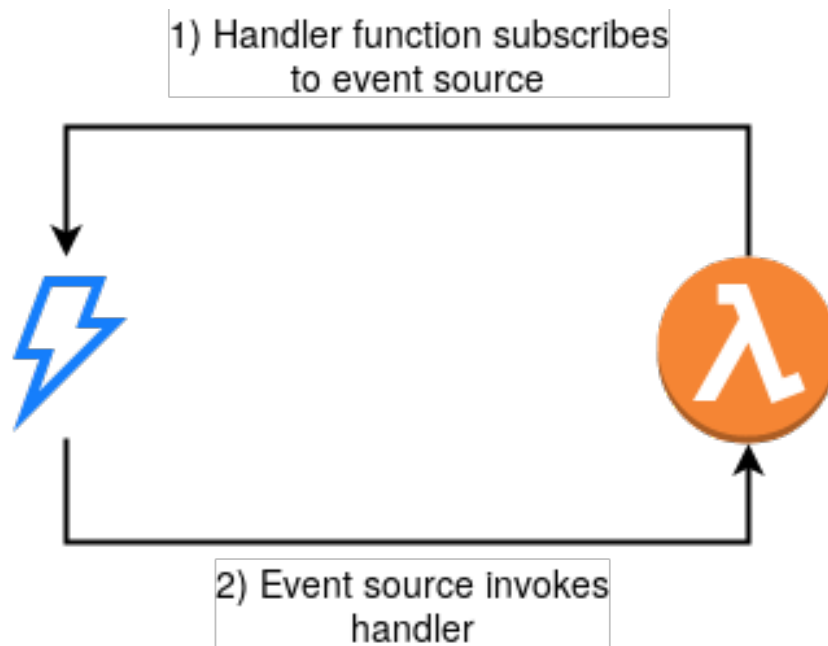 1) Handler function subscribes
to event source
2) Event source invokes
handler